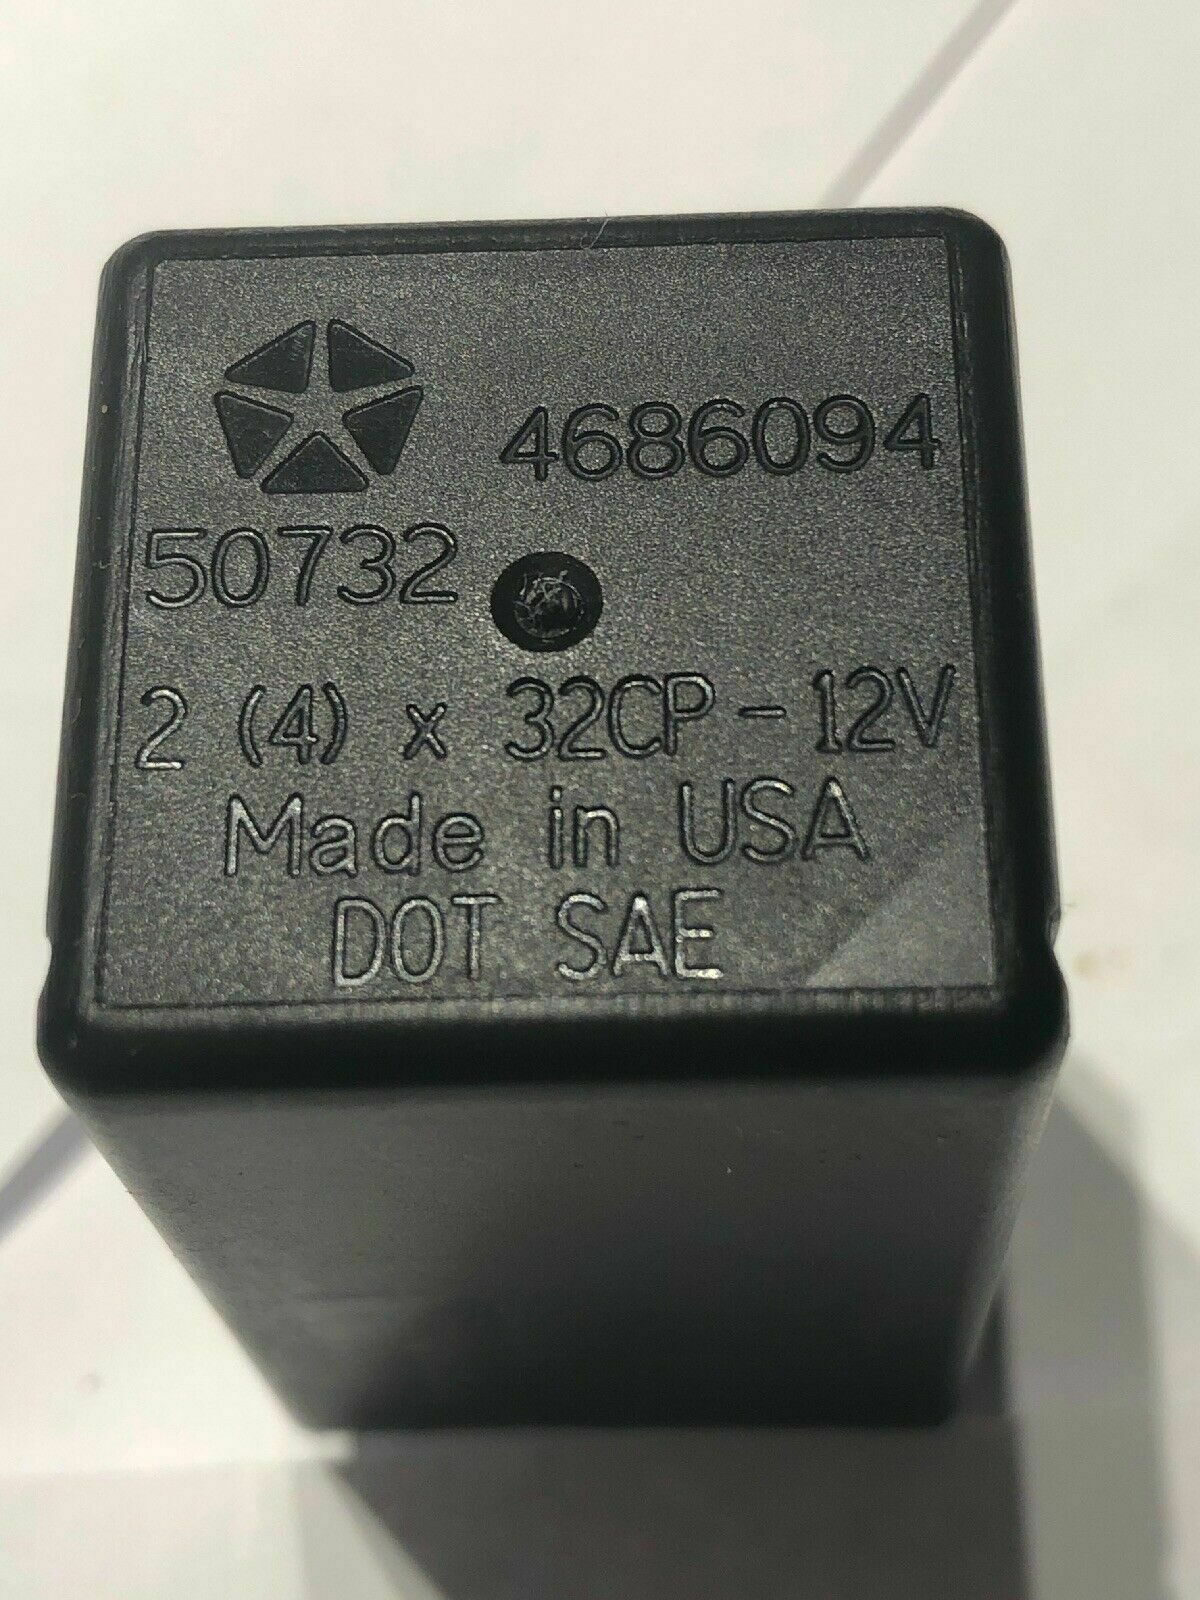 4686094
50732
2 (4) x 32CP-12V
Made in USA
DOT SAE